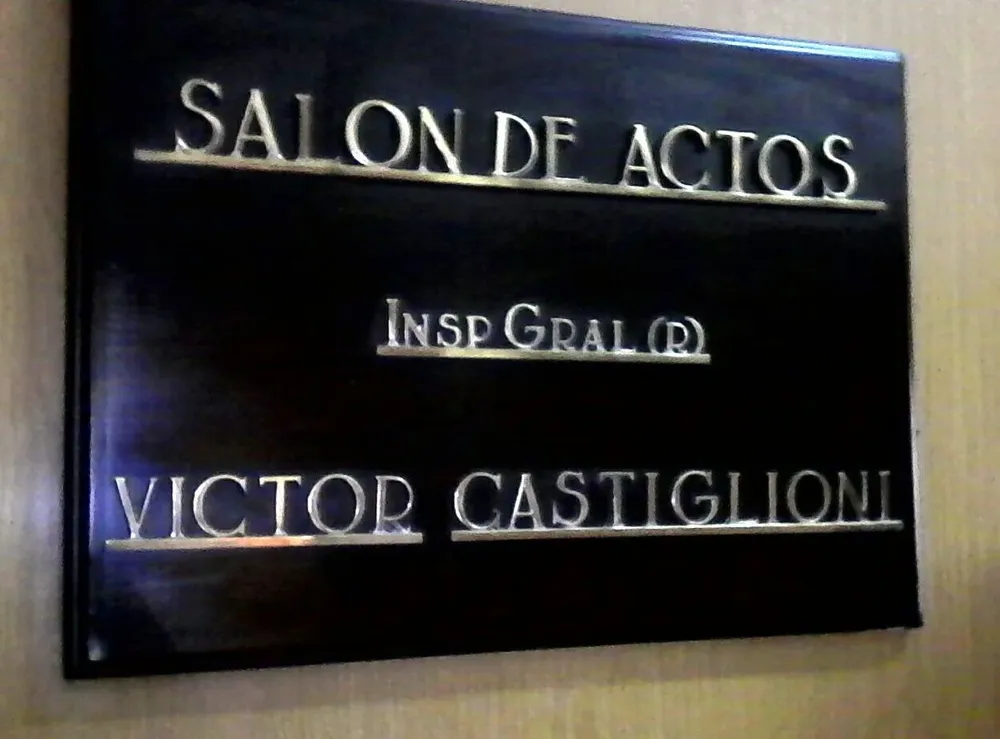 SALON DE ACTOS
INSP GRAL (R)
VICTOR CASTIGLIONI